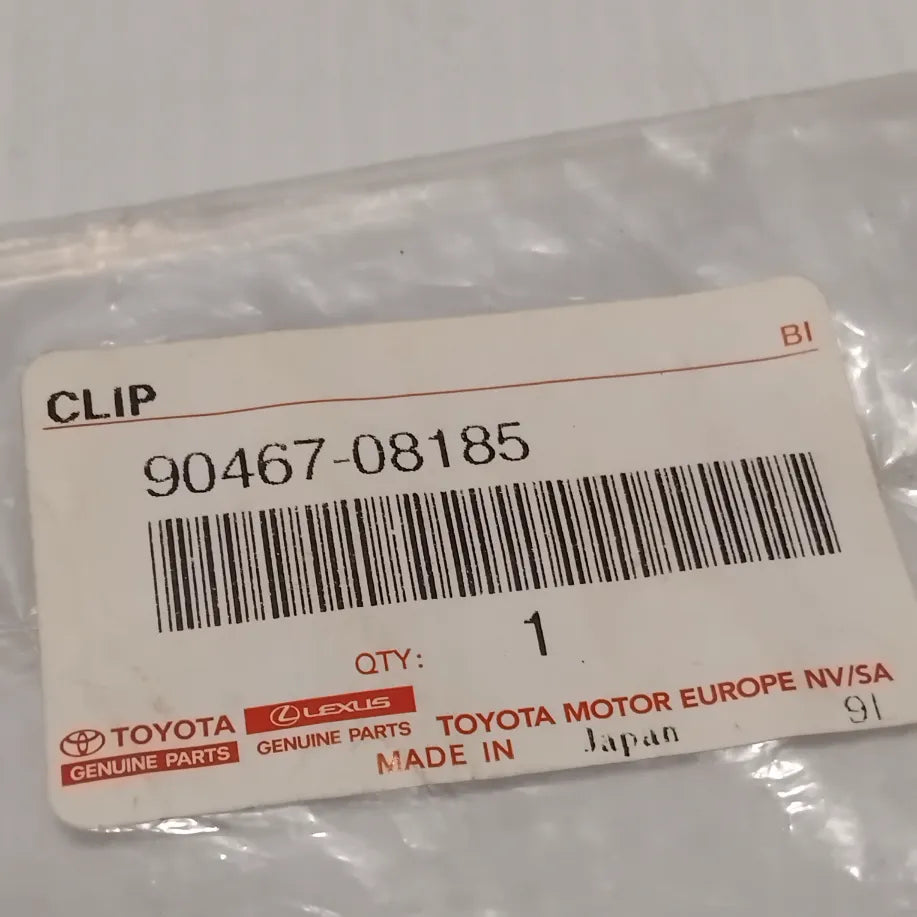 BI
CLIP
90467-08185
QTY: 1
TOYOTA
GENUINE PARTS
LEXUS
GENUINE PARTS
TOYOTA MOTOR EUROPE NV/SA
MADE IN Japan 91